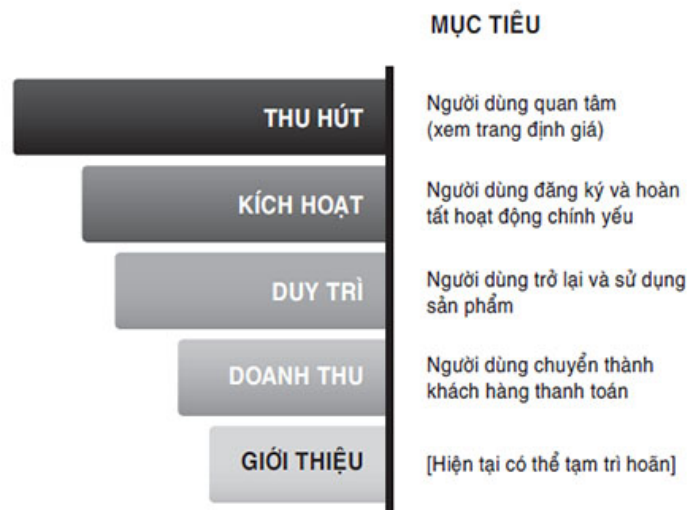 MỤC TIÊU
THU HÚT
Người dùng quan tâm
(xem trang định giá)
KÍCH HOẠT
Người dùng đăng ký và hoàn
tất hoạt động chính yếu
DUY TRÌ
Người dùng trở lại và sử dụng
sản phẩm
DOANH THU
Người dùng chuyển thành
khách hàng thanh toán
GIỚI THIỆU
[Hiện tại có thể tạm trì hoãn]